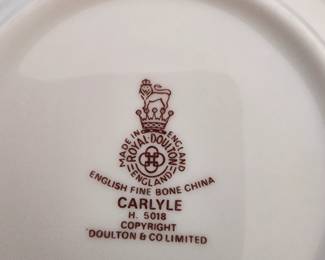 MADE IN ENGLAND
ROYAL DOULTON
ENGLAND
ENGLISH FINE BONE CHINA
CARLYLE
H. 5018
COPYRIGHT
DOULTON & CO LIMITED